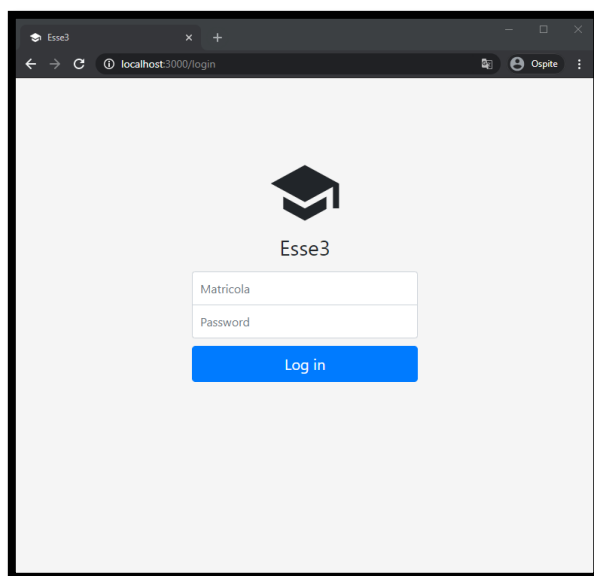 Esse3
localhost:3000/login
Ospite
Esse3
Matricola
Password
Log in